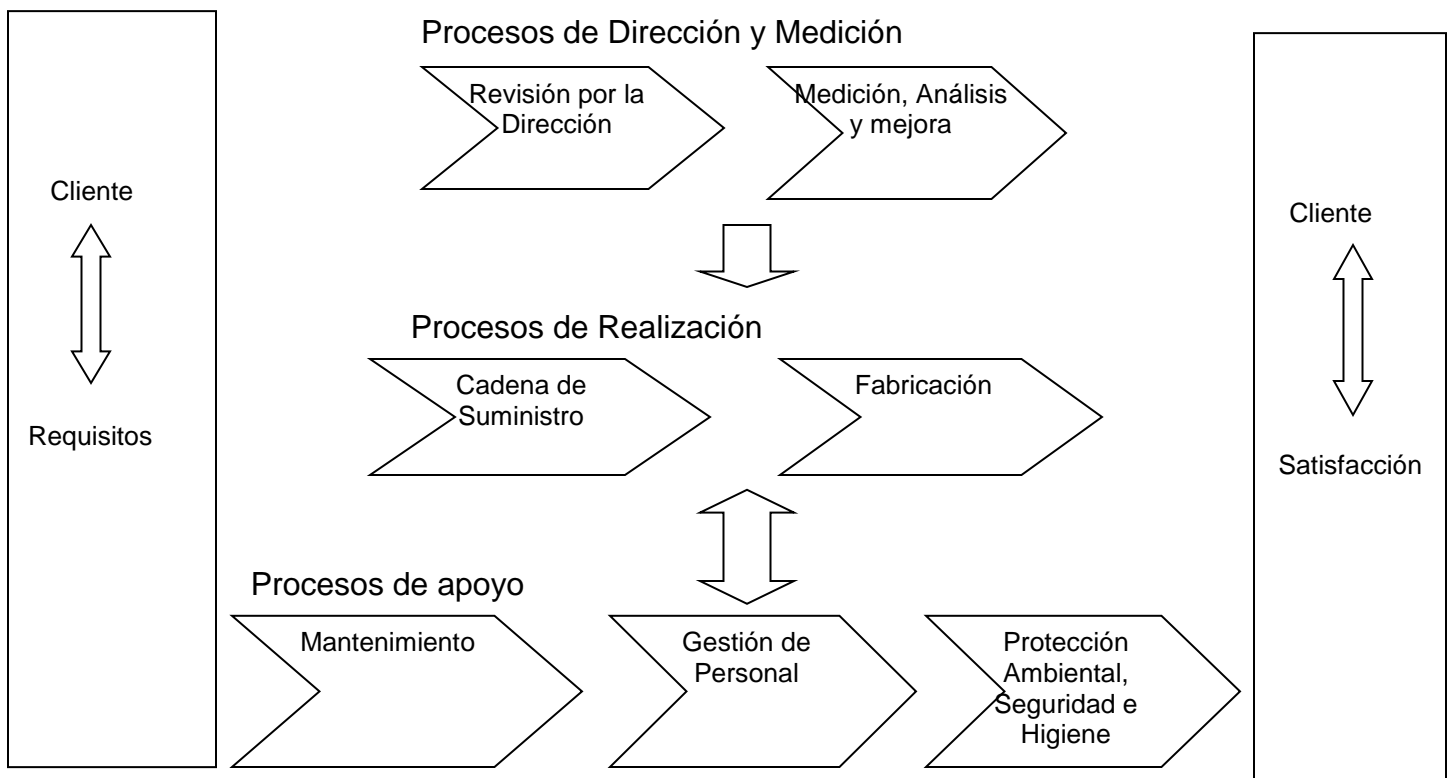 Procesos de Dirección y Medición
Revisión por la
Dirección
Medición, Análisis
y mejora
Cliente
Requisitos
Cliente
Satisfacción
Procesos de Realización
Cadena de
Suministro
Fabricación
Procesos de apoyo
Mantenimiento
Gestión de
Personal
Protección
Ambiental,
Seguridad e
Higiene